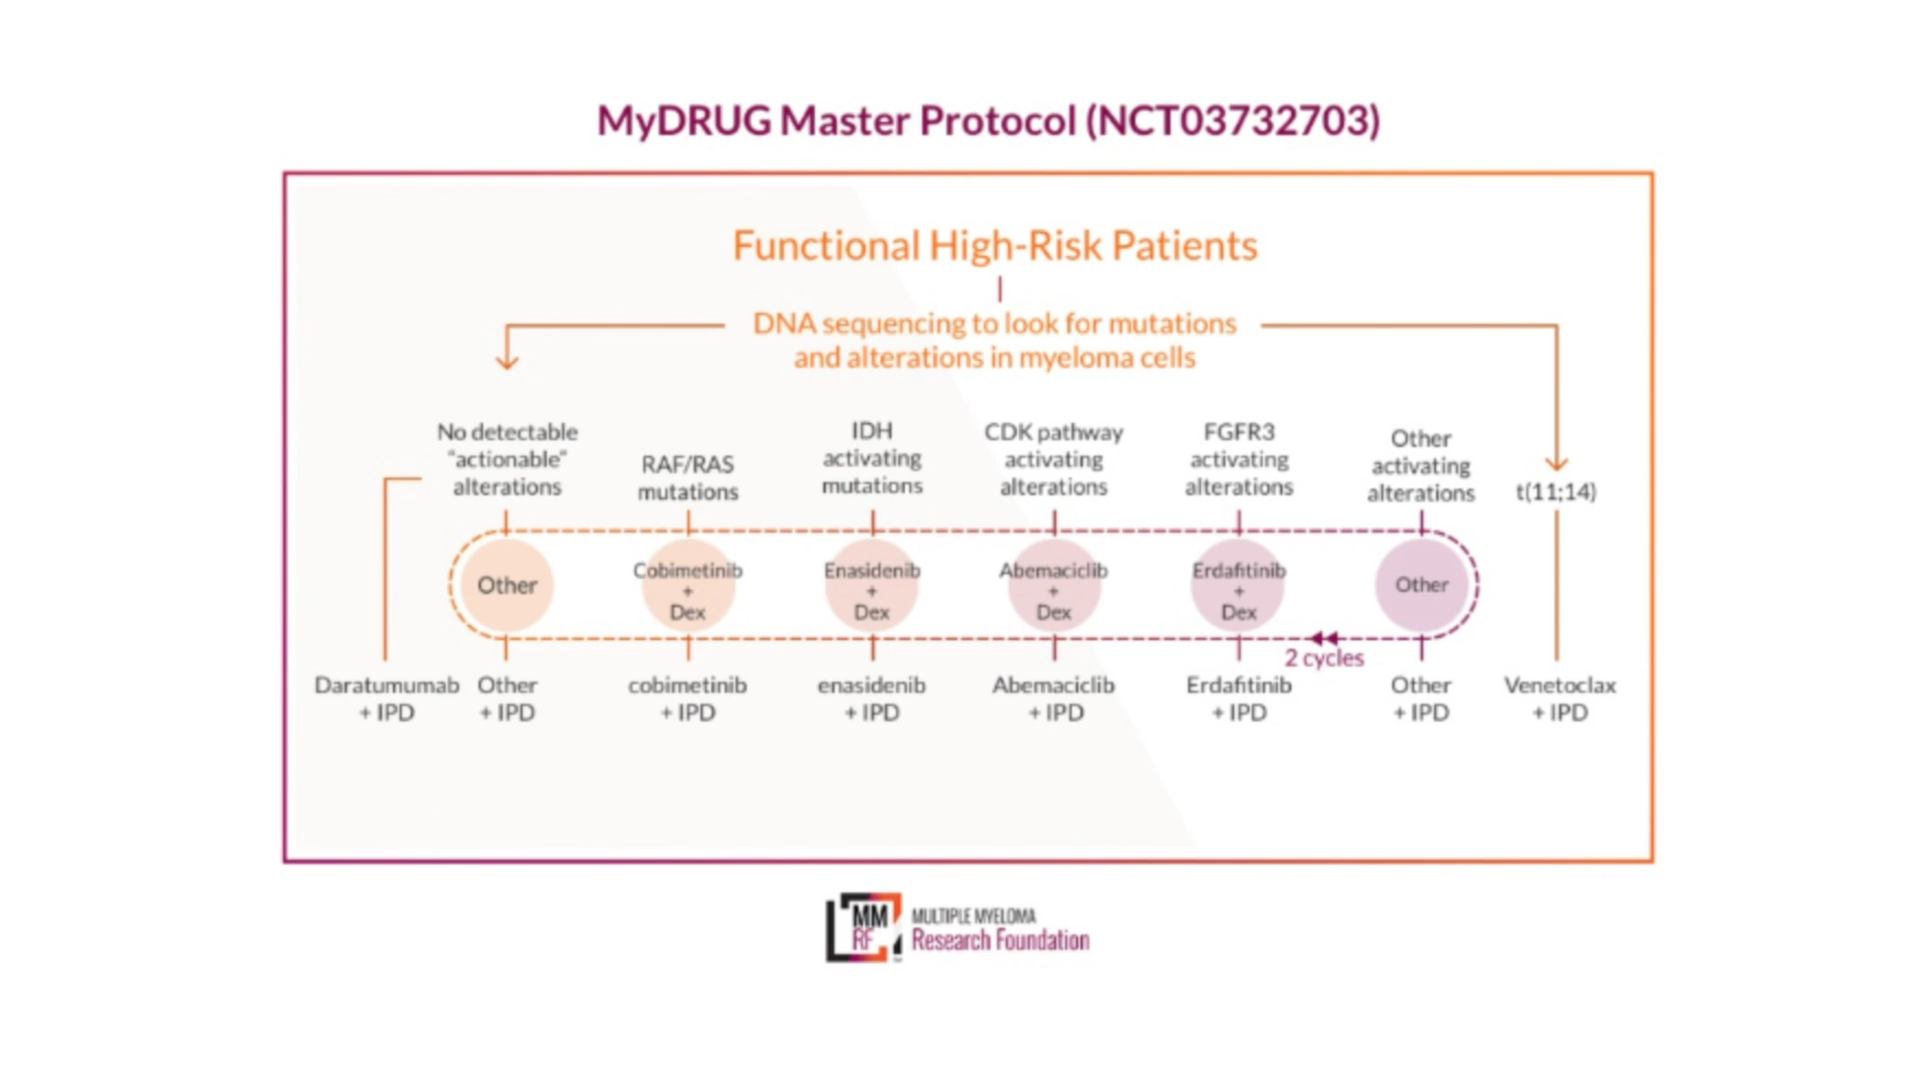 MyDRUG Master Protocol (NCT03732703)
Functional High-Risk Patients
DNA sequencing to look for mutations
and alterations in myeloma cells
No detectable
"actionable"
alterations
RAF/RAS
mutations
IDH
activating
mutations
CDK pathway
activating
alterations
FGFR3
activating
alterations
Other
activating
alterations
t(11;14)
Other
Cobimetinib
+
Dex
Enasidenib
+
Dex
Abemaciclib
+
Dex
Erdafitinib
+
Dex
Other
2 cycles
Daratumumab
+ IPD
Other
+ IPD
cobimetinib
+ IPD
enasidenib
+ IPD
Abemaciclib
+ IPD
Erdafitinib
+ IPD
Other
+ IPD
Venetoclax
+ IPD
MM
RF
MULTIPLE MYELOMA
Research Foundation